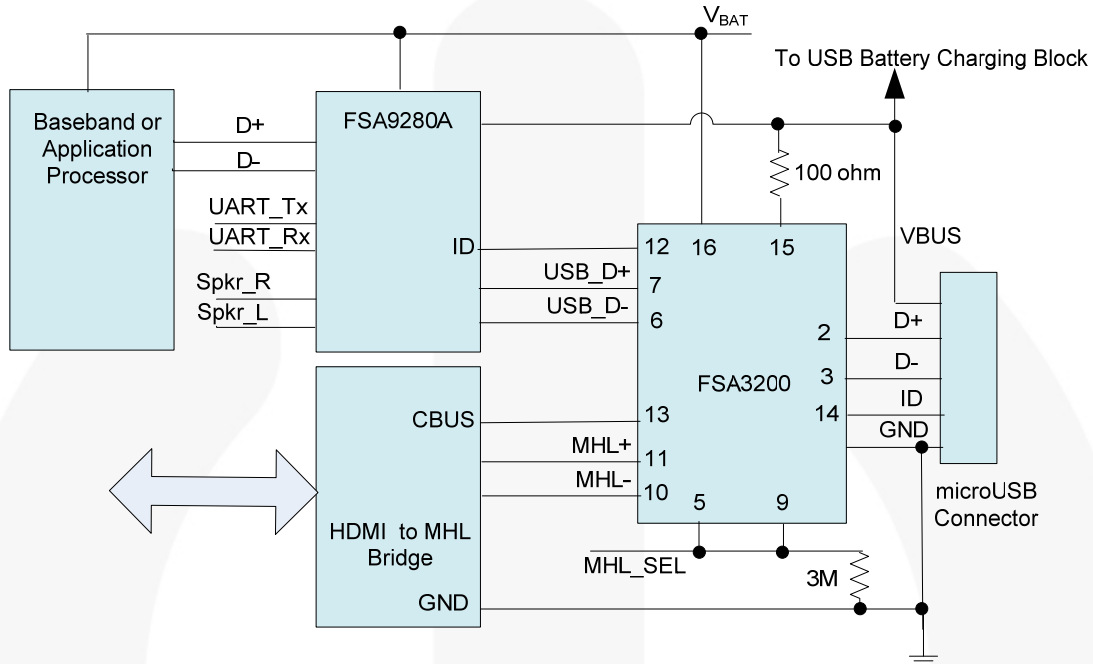 VBAT
To USB Battery Charging Block
Baseband or
Application
Processor
D+
D-
FSA9280A
100 ohm
UART_Tx
UART_Rx
ID
12
16
15
VBUS
USB_D+
7
Spkr_R
USB_D-
6
Spkr_L
2
D+
FSA3200
3
D-
14
ID
GND
CBUS
13
MHL+
11
MHL-
10
5
9
microUSB
Connector
HDMI to MHL
Bridge
MHL_SEL
3M
GND